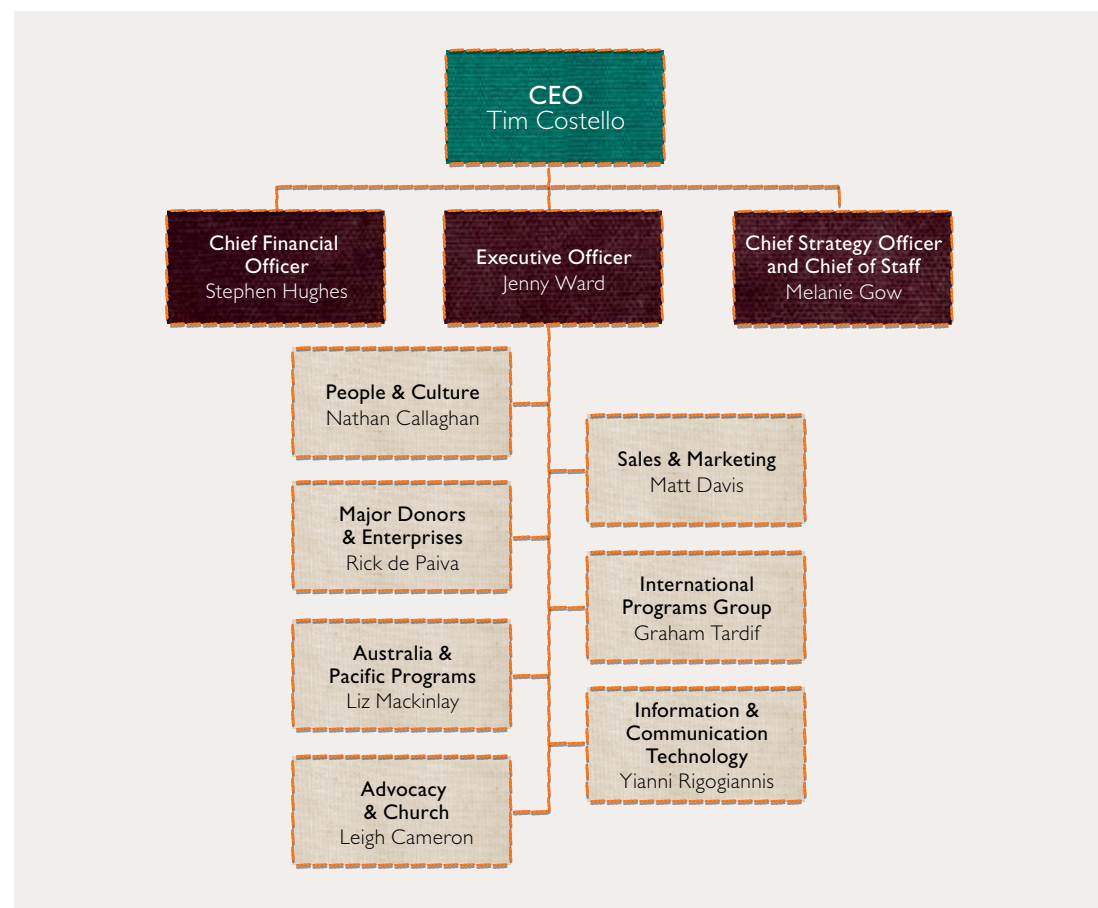 CEO
Tim Costello
Chief Financial
Officer
Stephen Hughes
Executive Officer
Jenny Ward
Chief Strategy Officer
and Chief of Staff
Melanie Gow
People & Culture
Nathan Callaghan
Sales & Marketing
Matt Davis
Major Donors
& Enterprises
Rick de Paiva
International
Programs Group
Graham Tardif
Australia &
Pacific Programs
Liz Mackinlay
Information &
Communication
Technology
Yianni Rigogiannis
Advocacy
& Church
Leigh Cameron